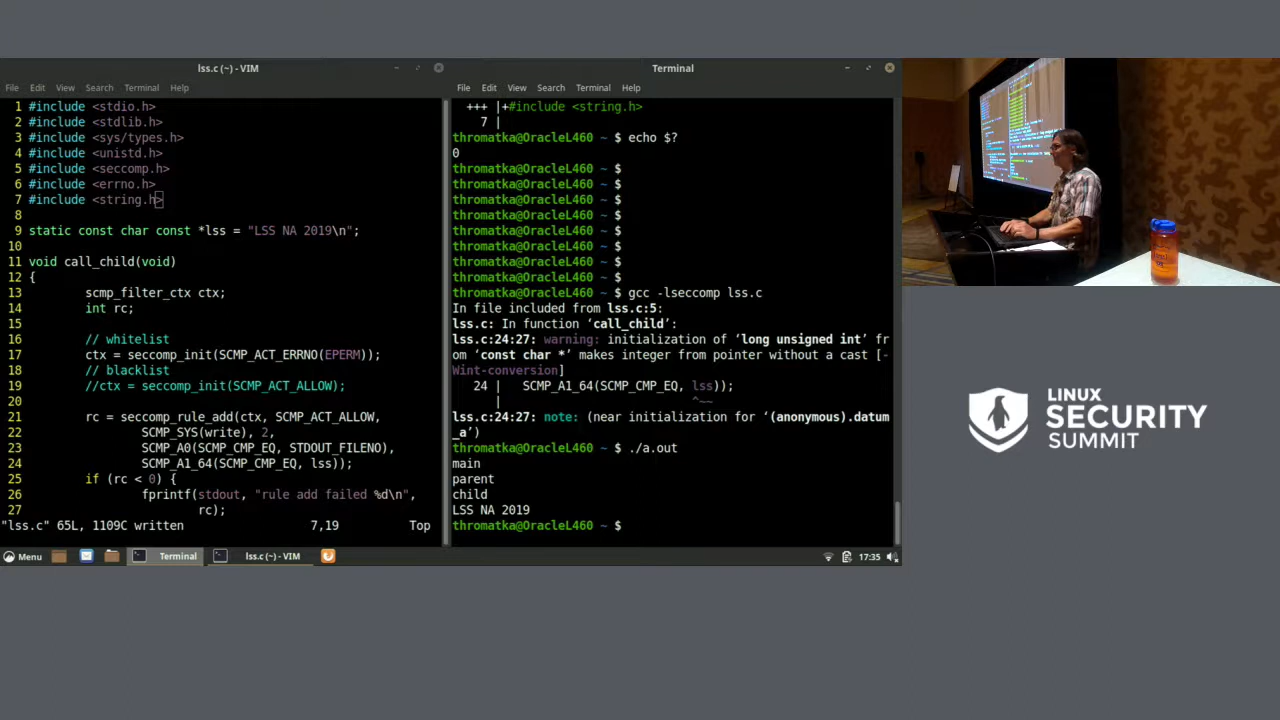 lss.c (~) - VIM
File Edit View Search Terminal Help
1 #include <stdio.h>
2 #include <stdlib.h>
3 #include <sys/types.h>
4 #include <unistd.h>
5 #include <seccomp.h>
6 #include <errno.h>
7 #include <string.h>
8
9 static const char const *lss = "LSS NA 2019\n";
10
11 void call_child(void)
12 {
13 scmp_filter_ctx ctx;
14 int rc;
15
16 // whitelist
17 ctx = seccomp_init(SCMP_ACT_ERRNO(EPERM));
18 // blacklist
19 //ctx = seccomp_init(SCMP_ACT_ALLOW);
20
21 rc = seccomp_rule_add(ctx, SCMP_ACT_ALLOW,
22 SCMP_SYS(write), 2,
23 SCMP_A0(SCMP_CMP_EQ, STDOUT_FILENO),
24 SCMP_A1_64(SCMP_CMP_EQ, lss));
25 if (rc < 0) {
26 fprintf(stdout, "rule add failed %d\n",
27 rc);
"lss.c" 65L, 1109C written 7,19 Top
Terminal
File Edit View Search Terminal Help
+++ |+#include <string.h>
7 |
thromatka@OracleL460 ~ $ echo $?
0
thromatka@OracleL460 ~ $
thromatka@OracleL460 ~ $
thromatka@OracleL460 ~ $
thromatka@OracleL460 ~ $
thromatka@OracleL460 ~ $
thromatka@OracleL460 ~ $
thromatka@OracleL460 ~ $
thromatka@OracleL460 ~ $
thromatka@OracleL460 ~ $ gcc -lseccomp lss.c
In file included from lss.c:5:
lss.c: In function ‘call_child’:
lss.c:24:27: warning: initialization of ‘long unsigned int’ fr
om ‘const char *’ makes integer from pointer without a cast [-
Wint-conversion]
24 | SCMP_A1_64(SCMP_CMP_EQ, lss));
| ^~~
lss.c:24:27: note: (near initialization for ‘(anonymous).datum
_a’)
thromatka@OracleL460 ~ $ ./a.out
main
parent
child
LSS NA 2019
thromatka@OracleL460 ~ $
Menu Terminal lss.c (~) - VIM 17:35
LINUX
SECURITY
SUMMIT